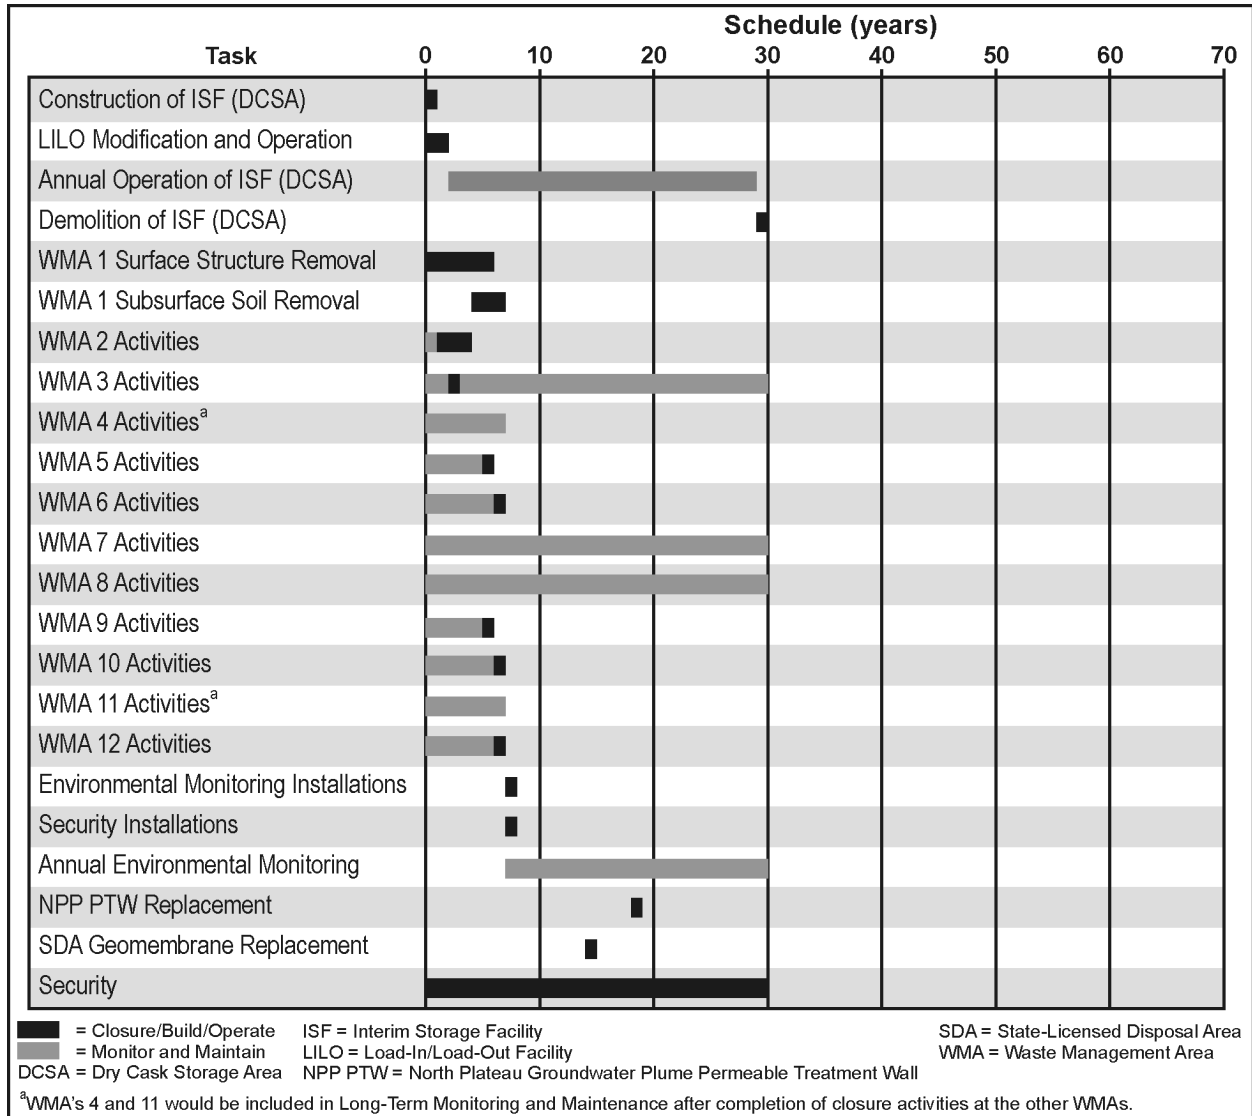 Schedule (years)
Task 0 10 20 30 40 50 60 70
Construction of ISF (DCSA)
LILO Modification and Operation
Annual Operation of ISF (DCSA)
Demolition of ISF (DCSA)
WMA 1 Surface Structure Removal
WMA 1 Subsurface Soil Removal
WMA 2 Activities
WMA 3 Activities
WMA 4 Activitiesa
WMA 5 Activities
WMA 6 Activities
WMA 7 Activities
WMA 8 Activities
WMA 9 Activities
WMA 10 Activities
WMA 11 Activitiesa
WMA 12 Activities
Environmental Monitoring Installations
Security Installations
Annual Environmental Monitoring
NPP PTW Replacement
SDA Geomembrane Replacement
Security
= Closure/Build/Operate ISF = Interim Storage Facility SDA = State-Licensed Disposal Area
= Monitor and Maintain LILO = Load-In/Load-Out Facility WMA = Waste Management Area
DCSA = Dry Cask Storage Area NPP PTW = North Plateau Groundwater Plume Permeable Treatment Wall
aWMA's 4 and 11 would be included in Long-Term Monitoring and Maintenance after completion of closure activities at the other WMAs.